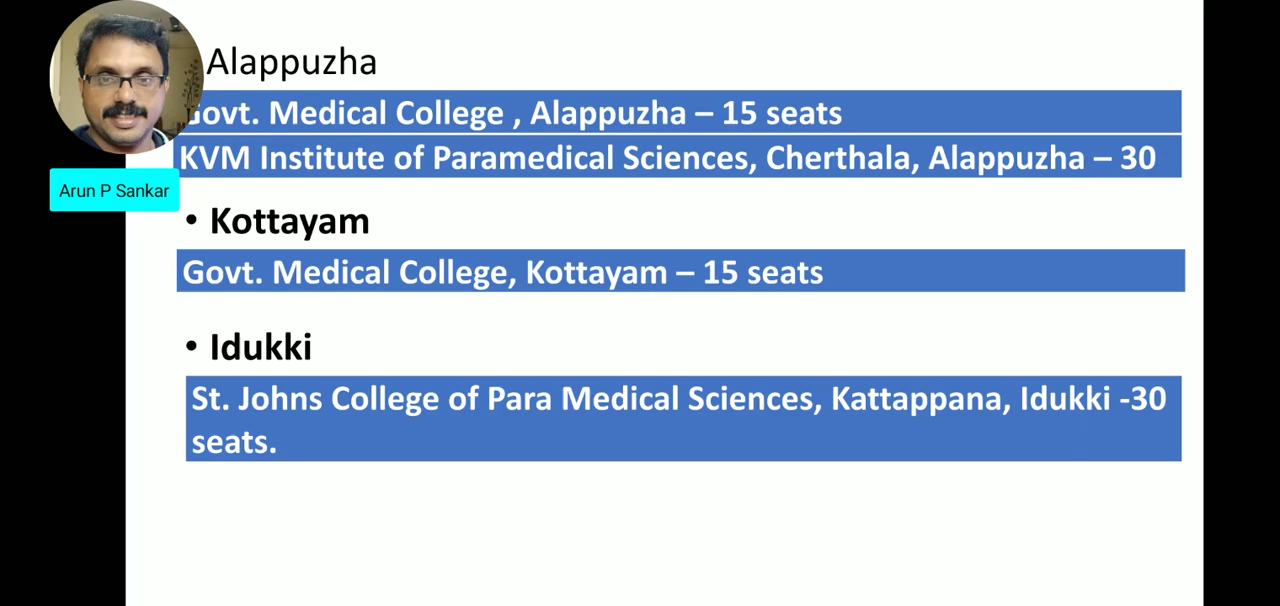 Alappuzha
Govt. Medical College , Alappuzha – 15 seats
KVM Institute of Paramedical Sciences, Cherthala, Alappuzha – 30
Arun P Sankar
• Kottayam
Govt. Medical College, Kottayam – 15 seats
• Idukki
St. Johns College of Para Medical Sciences, Kattappana, Idukki -30
seats.